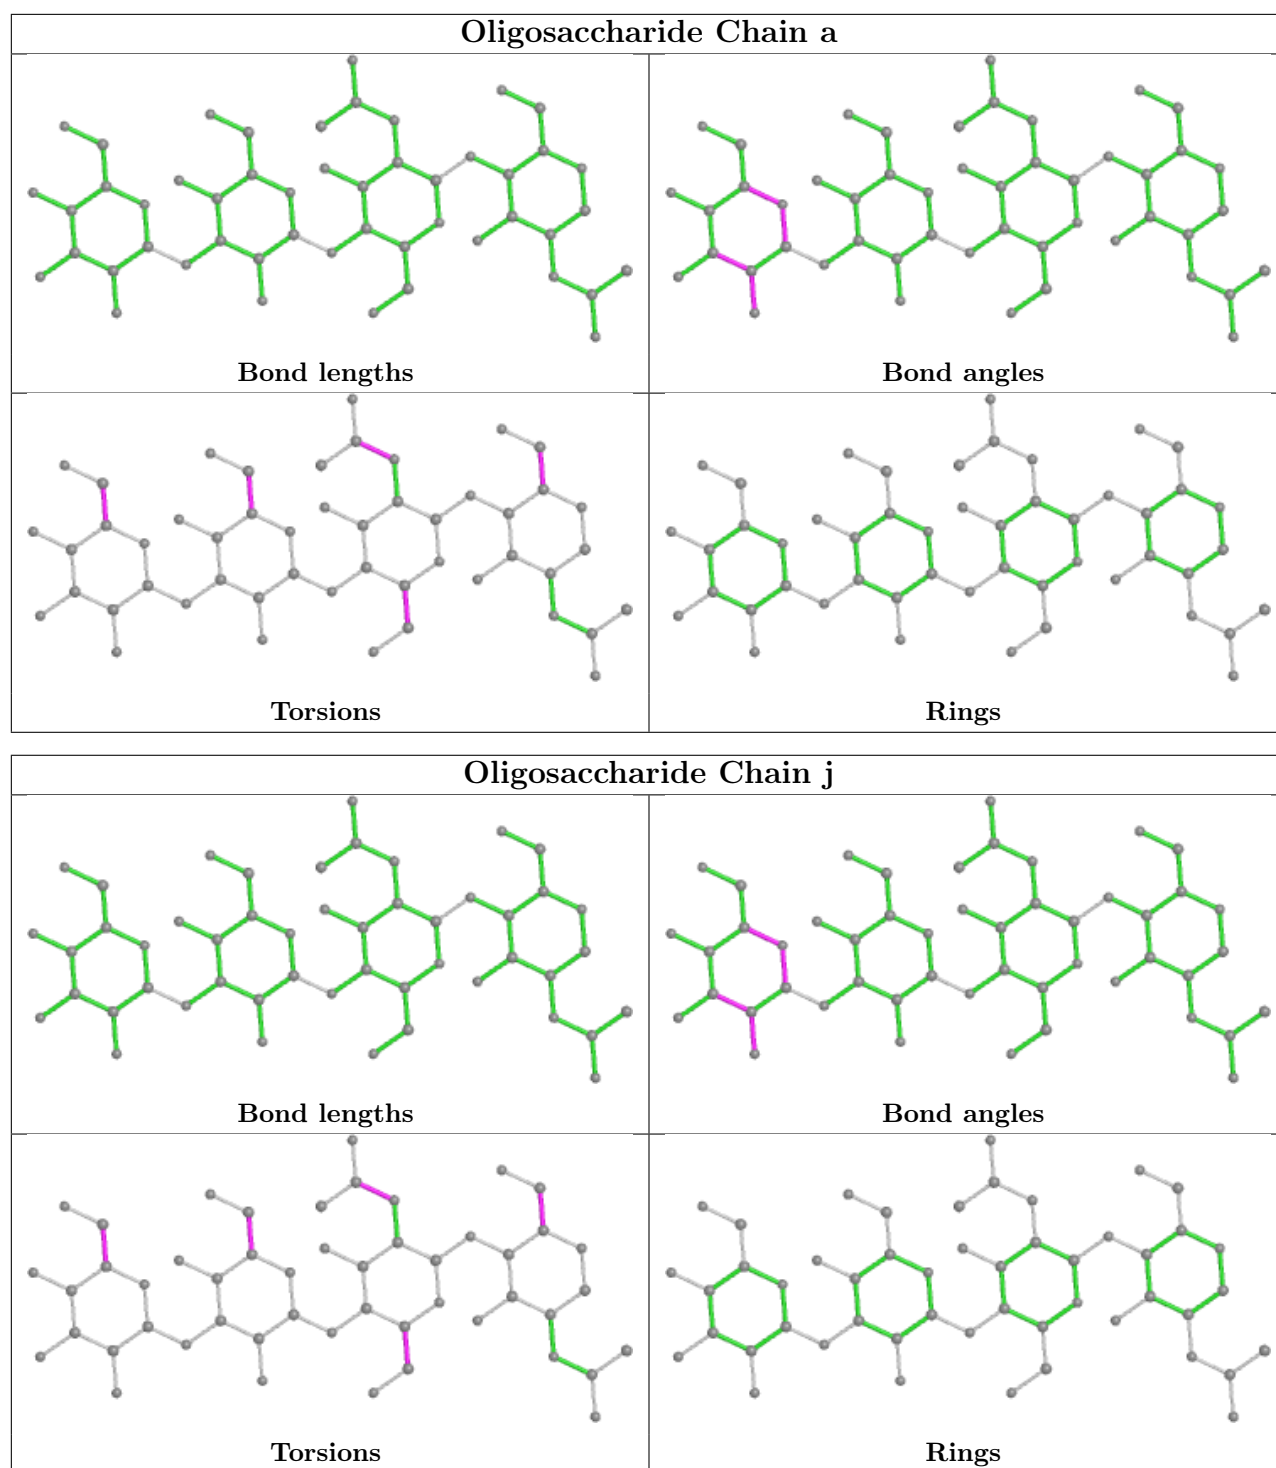 Oligosaccharide Chain a
Bond lengths
Bond angles
Torsions
Rings
Oligosaccharide Chain j
Bond lengths
Bond angles
Torsions
Rings